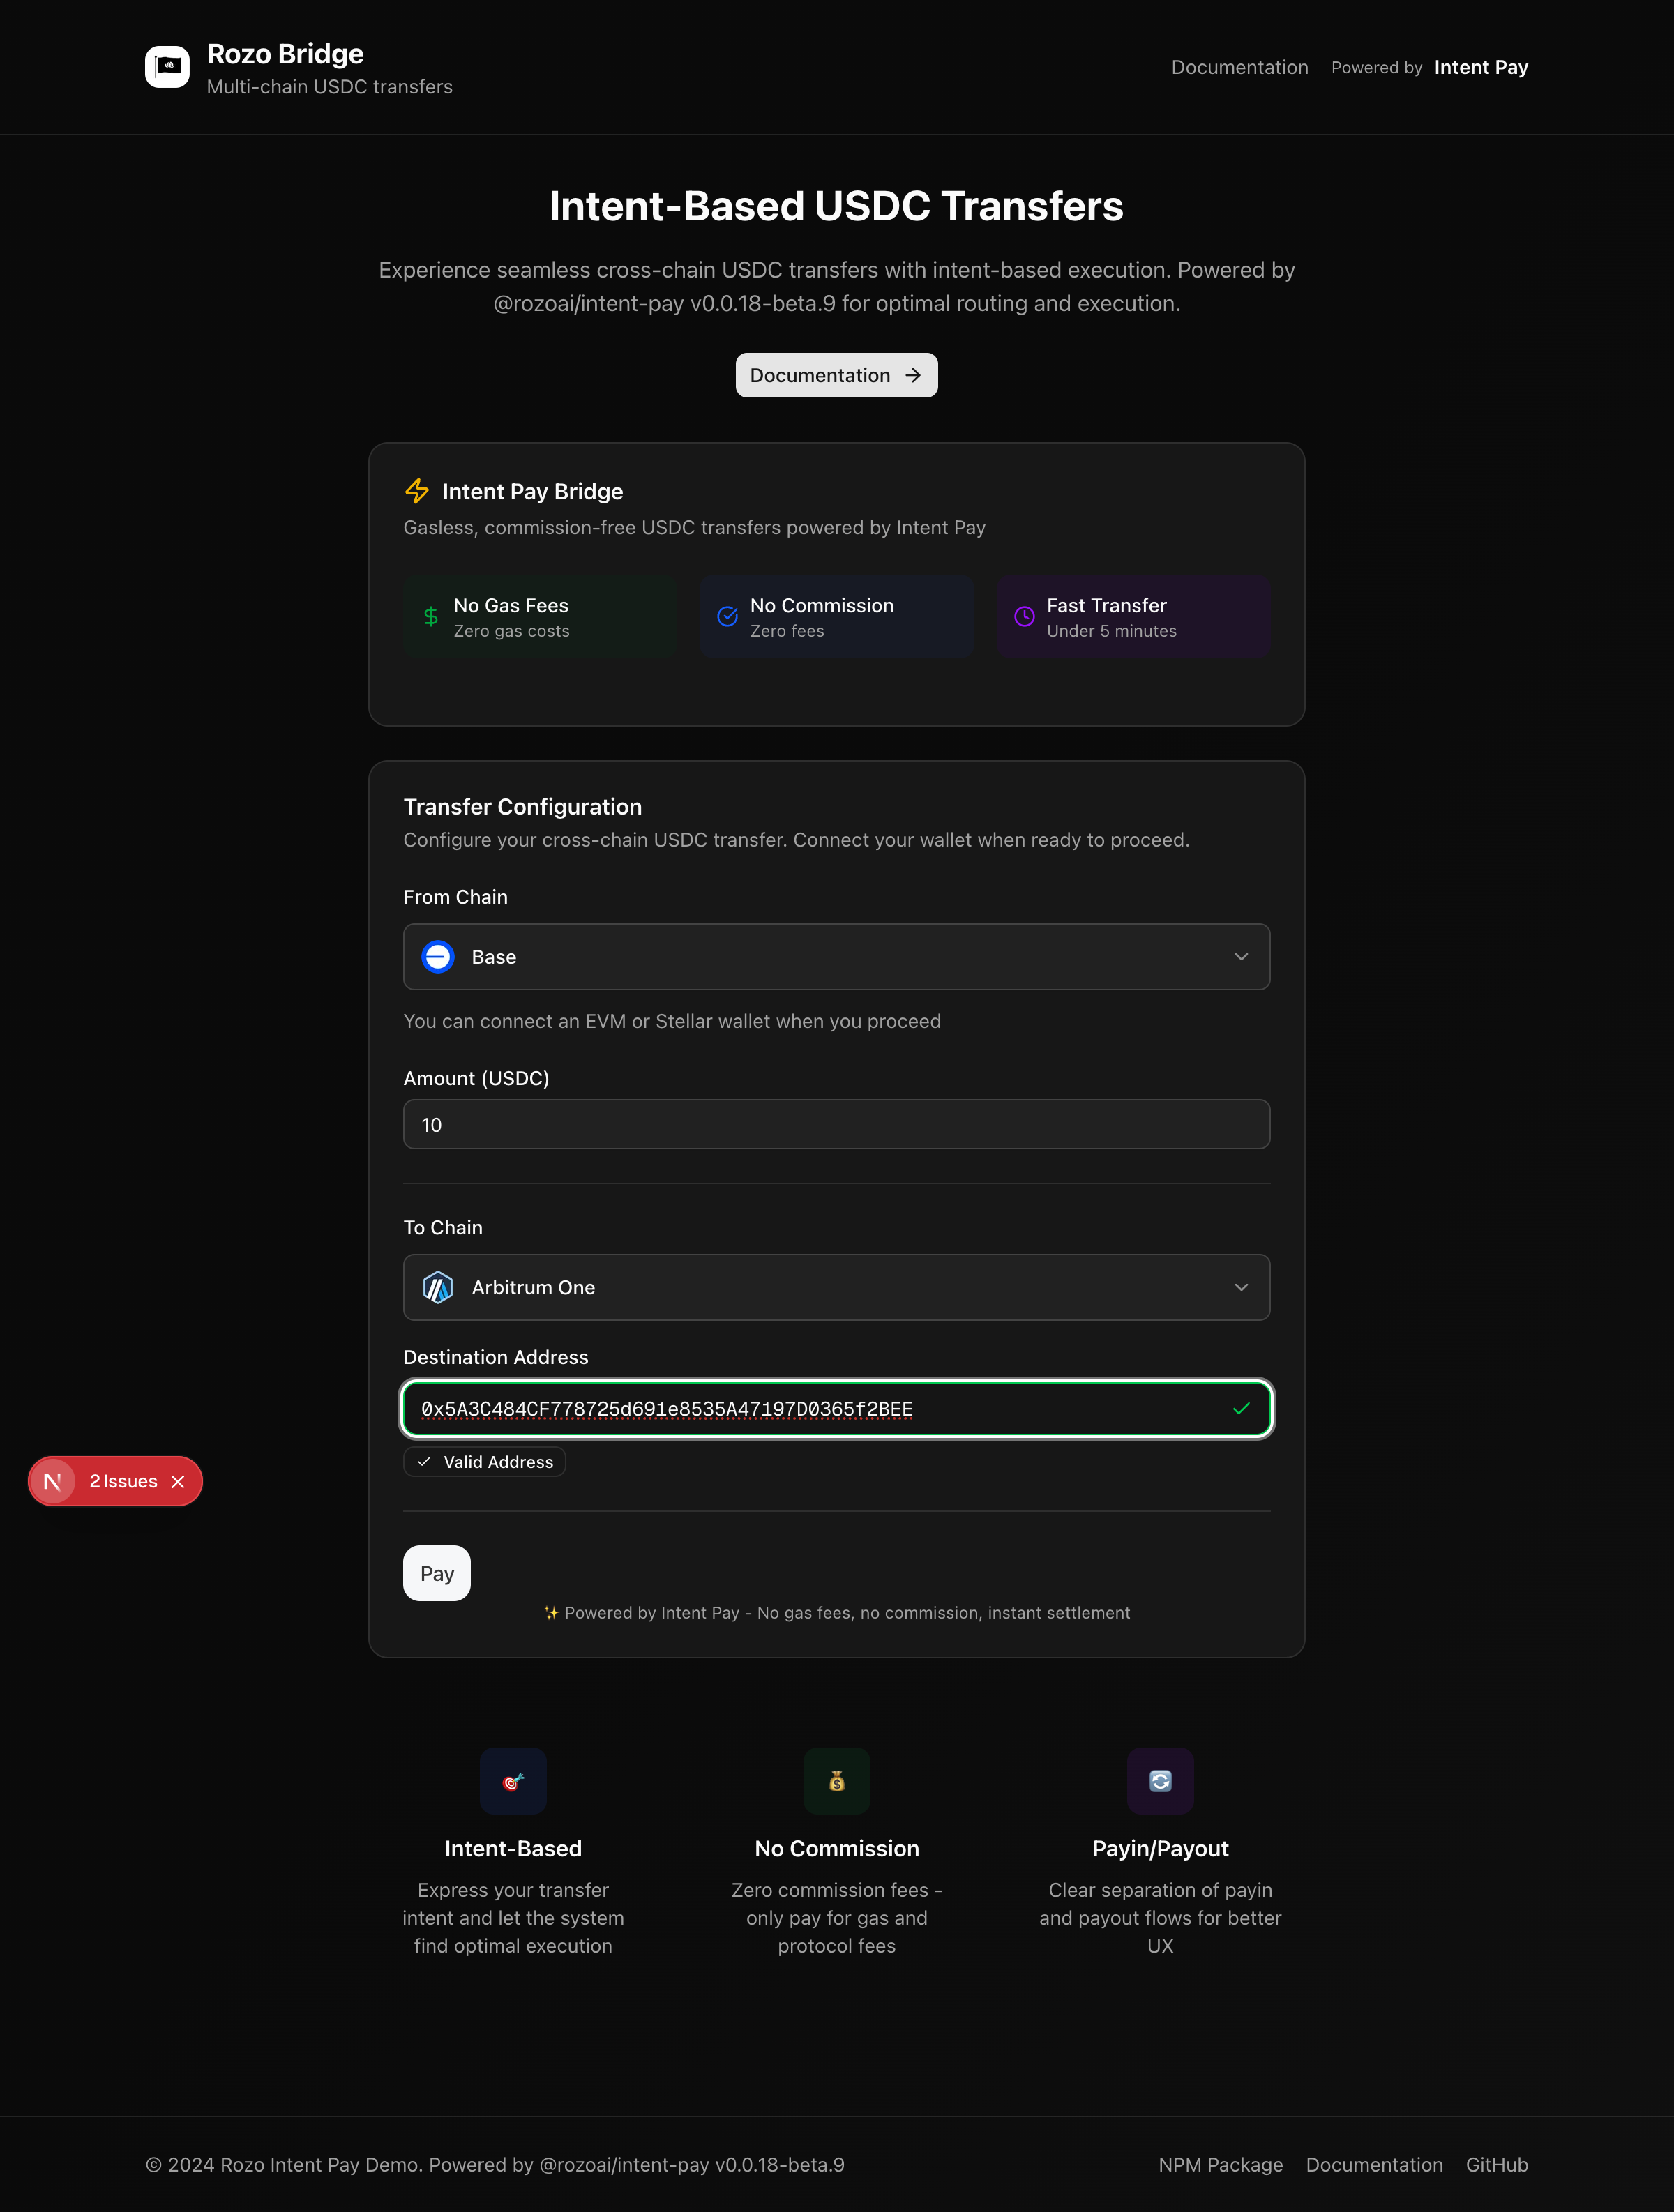 Rozo Bridge
Multi-chain USDC transfers
Documentation
Powered by Intent Pay
Intent-Based USDC Transfers
Experience seamless cross-chain USDC transfers with intent-based execution. Powered by
@rozoai/intent-pay v0.0.18-beta.9 for optimal routing and execution.
Documentation →
Intent Pay Bridge
Gasless, commission-free USDC transfers powered by Intent Pay
No Gas Fees
Zero gas costs
No Commission
Zero fees
Fast Transfer
Under 5 minutes
Transfer Configuration
Configure your cross-chain USDC transfer. Connect your wallet when ready to proceed.
From Chain
Base
You can connect an EVM or Stellar wallet when you proceed
Amount (USDC)
10
To Chain
Arbitrum One
Destination Address
0x5A3C484CF778725d691e8535A47197D0365f2BEE
Valid Address
N 2 Issues
Pay
✨ Powered by Intent Pay - No gas fees, no commission, instant settlement
Intent-Based
Express your transfer
intent and let the system
find optimal execution
No Commission
Zero commission fees -
only pay for gas and
protocol fees
Payin/Payout
Clear separation of payin
and payout flows for better
UX
© 2024 Rozo Intent Pay Demo. Powered by @rozoai/intent-pay v0.0.18-beta.9
NPM Package
Documentation
GitHub